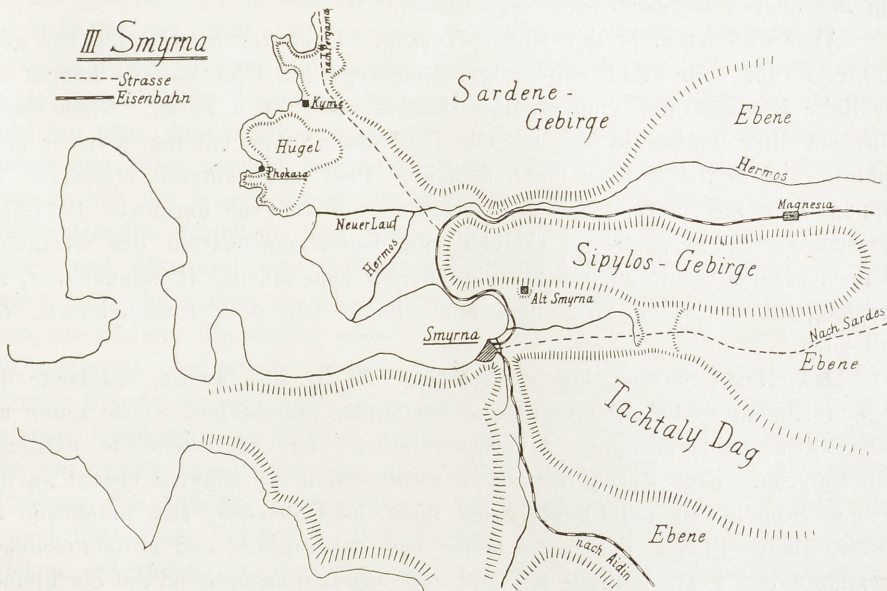 III Smyrna
Strasse
Eisenbahn
nach Pergama
Kyme
Hügel
Phokaia
Sardene-
Gebirge
Ebene
Hermos
Magnesia
Neuer Lauf
Hermos
Sipylos-Gebirge
Alt Smyrna
Smyrna
Nach Sardes
Ebene
Tachtaly Dag
Ebene
nach Aidin